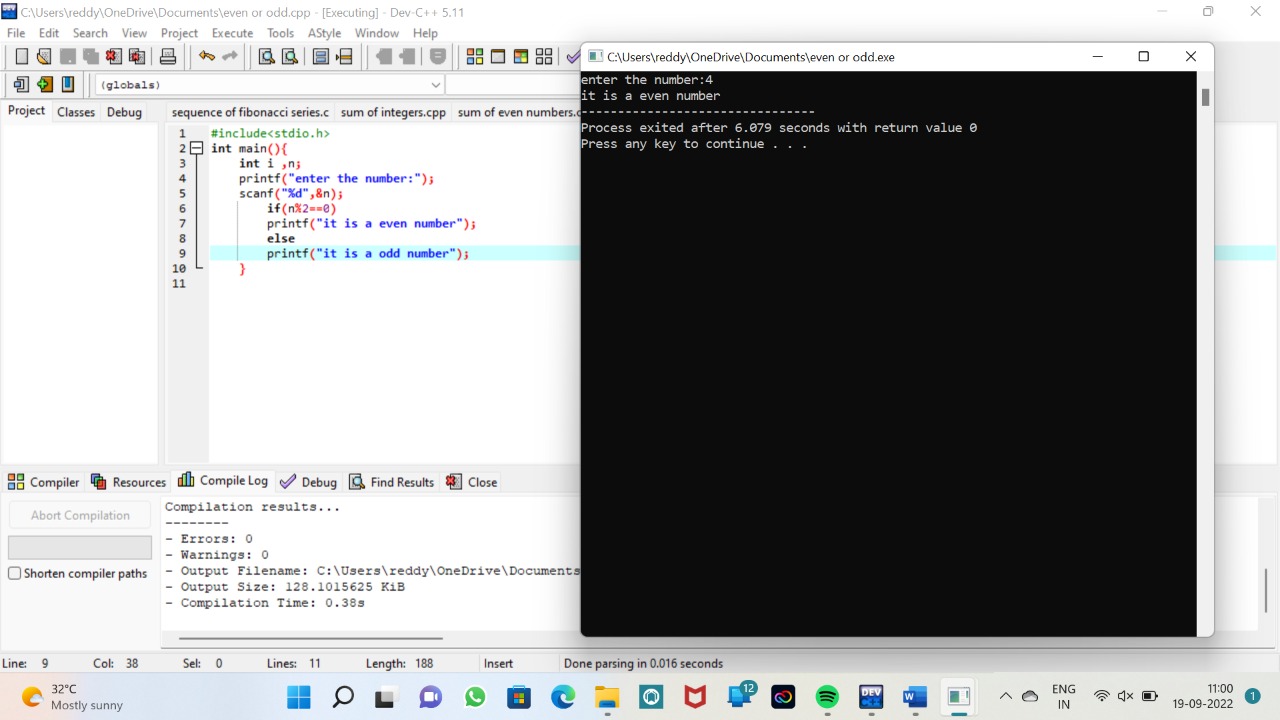 C:\Users\reddy\OneDrive\Documents\even or odd.cpp - [Executing] - Dev-C++ 5.11
File Edit Search View Project Execute Tools AStyle Window Help
(globals)
Project Classes Debug
sequence of fibonacci series.c sum of integers.cpp sum of even numbers.c
1 #include<stdio.h>
2 int main(){
3 int i ,n;
4 printf("enter the number:");
5 scanf("%d",&n);
6 if(n%2==0)
7 printf("it is a even number");
8 else
9 printf("it is a odd number");
10 }
11
C:\Users\reddy\OneDrive\Documents\even or odd.exe
enter the number:4
it is a even number
--------------------------------
Process exited after 6.079 seconds with return value 0
Press any key to continue . . .
Compiler Resources Compile Log Debug Find Results Close
Abort Compilation
Shorten compiler paths
Compilation results...
--------
- Errors: 0
- Warnings: 0
- Output Filename: C:\Users\reddy\OneDrive\Documents
- Output Size: 128.1015625 KiB
- Compilation Time: 0.38s
Line: 9 Col: 38 Sel: 0 Lines: 11 Length: 188 Insert Done parsing in 0.016 seconds
32°C
Mostly sunny
12
DEV
ENG
IN
11:00
19-09-2022
1